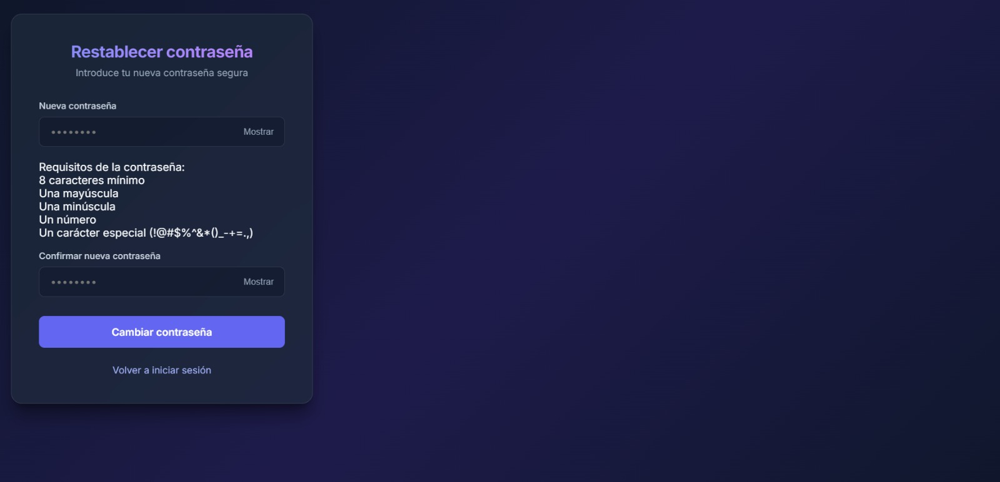 Restablecer contraseña
Introduce tu nueva contraseña segura
Nueva contraseña
••••••••
Mostrar
Requisitos de la contraseña:
8 caracteres mínimo
Una mayúscula
Una minúscula
Un número
Un carácter especial (!@#$%^&*()_-+=.,)
Confirmar nueva contraseña
••••••••
Mostrar
Cambiar contraseña
Volver a iniciar sesión